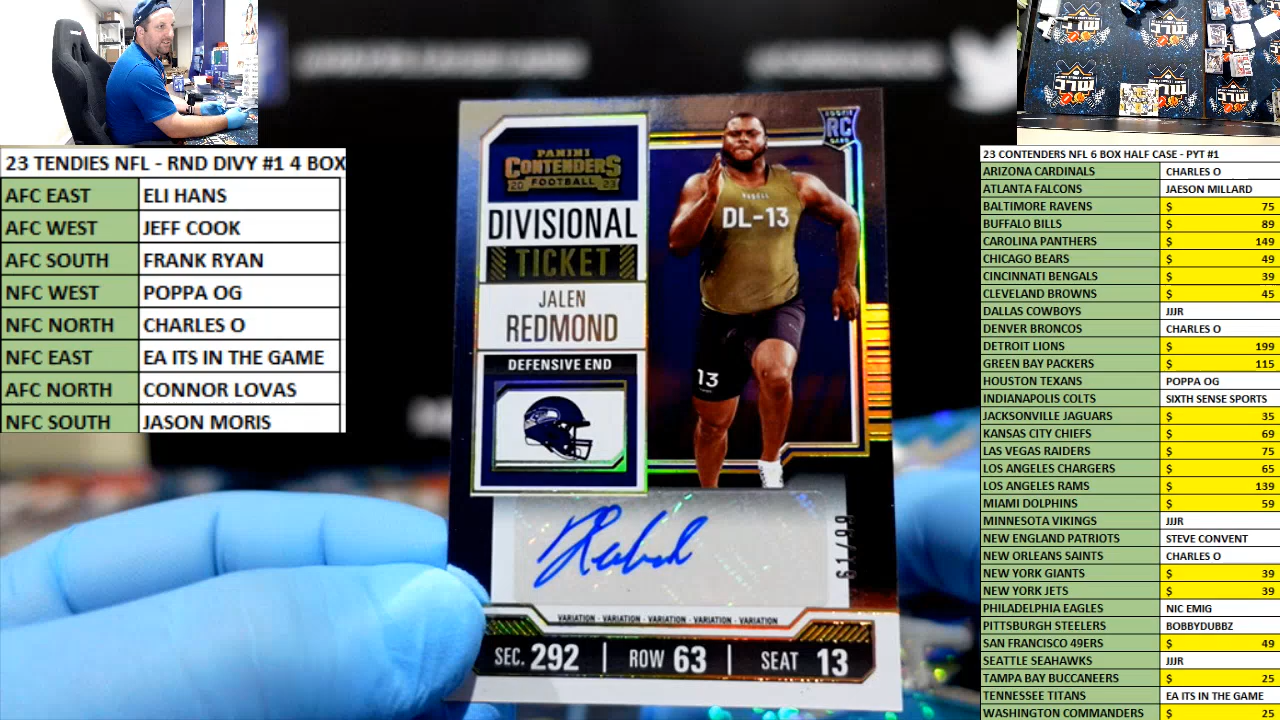 23 TENDIES NFL - RND DIVY #1 4 BOX
AFC EAST ELI HANS
AFC WEST JEFF COOK
AFC SOUTH FRANK RYAN
NFC WEST POPPA OG
NFC NORTH CHARLES O
NFC EAST EA ITS IN THE GAME
AFC NORTH CONNOR LOVAS
NFC SOUTH JASON MORIS
PANINI
CONTENDERS
20 FOOTBALL 23
DIVISIONAL
TICKET
JALEN
REDMOND
DEFENSIVE END
RC
DL-13
13
61/99
VARIATION · VARIATION · VARIATION · VARIATION · VARIATION
SEC. 292 ROW 63 SEAT 13
23 CONTENDERS NFL 6 BOX HALF CASE - PYT #1
ARIZONA CARDINALS CHARLES O
ATLANTA FALCONS JAESON MILLARD
BALTIMORE RAVENS $ 75
BUFFALO BILLS $ 89
CAROLINA PANTHERS $ 149
CHICAGO BEARS $ 49
CINCINNATI BENGALS $ 39
CLEVELAND BROWNS $ 45
DALLAS COWBOYS JJJR
DENVER BRONCOS CHARLES O
DETROIT LIONS $ 199
GREEN BAY PACKERS $ 115
HOUSTON TEXANS POPPA OG
INDIANAPOLIS COLTS SIXTH SENSE SPORTS
JACKSONVILLE JAGUARS $ 35
KANSAS CITY CHIEFS $ 69
LAS VEGAS RAIDERS $ 75
LOS ANGELES CHARGERS $ 65
LOS ANGELES RAMS $ 139
MIAMI DOLPHINS $ 59
MINNESOTA VIKINGS JJJR
NEW ENGLAND PATRIOTS STEVE CONVENT
NEW ORLEANS SAINTS CHARLES O
NEW YORK GIANTS $ 39
NEW YORK JETS $ 39
PHILADELPHIA EAGLES NIC EMIG
PITTSBURGH STEELERS BOBBYDUBBZ
SAN FRANCISCO 49ERS $ 49
SEATTLE SEAHAWKS JJJR
TAMPA BAY BUCCANEERS $ 25
TENNESSEE TITANS EA ITS IN THE GAME
WASHINGTON COMMANDERS $ 25